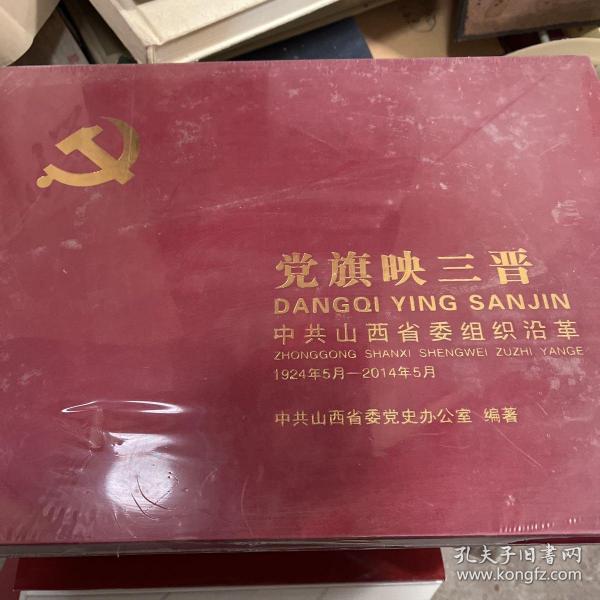 党旗映三晋
DANGQI YING SANJIN
中共山西省委组织沿革
ZHONGGONG SHANXI SHENGWEI ZUZHI YANGE
1924年5月—2014年5月
中共山西省委党史办公室 编著
孔夫子旧书网
www.kongfz.com